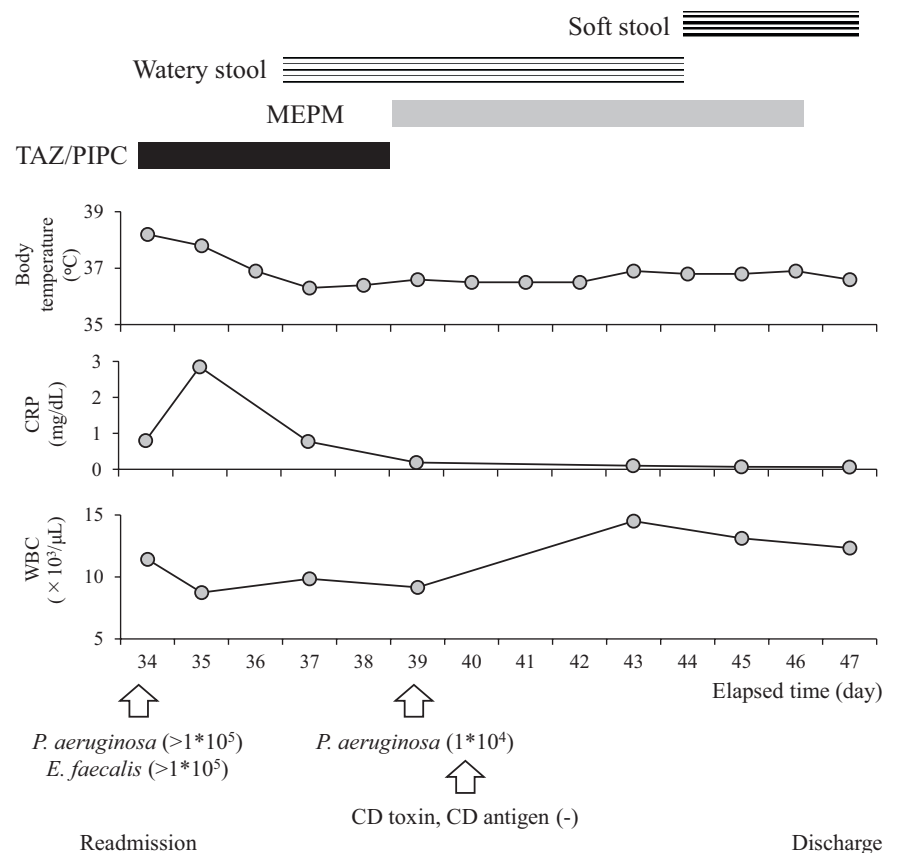 Soft stool
Watery stool
MEPM
TAZ/PIPC
39
37
35
Body
temperature
(°C)
3
2
1
0
CRP
(mg/dL)
15
10
5
WBC
(×10³/μL)
34 35 36 37 38 39 40 41 42 43 44 45 46 47
Elapsed time (day)
P. aeruginosa (>1*10⁵)
E. faecalis (>1*10⁵)
P. aeruginosa (1*10⁴)
CD toxin, CD antigen (-)
Readmission
Discharge